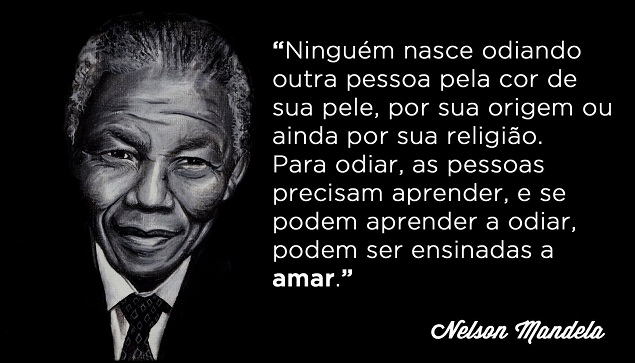 “Ninguém nasce odiando
outra pessoa pela cor de
sua pele, por sua origem ou
ainda por sua religião.
Para odiar, as pessoas
precisam aprender, e se
podem aprender a odiar,
podem ser ensinadas a
amar.”
Nelson Mandela